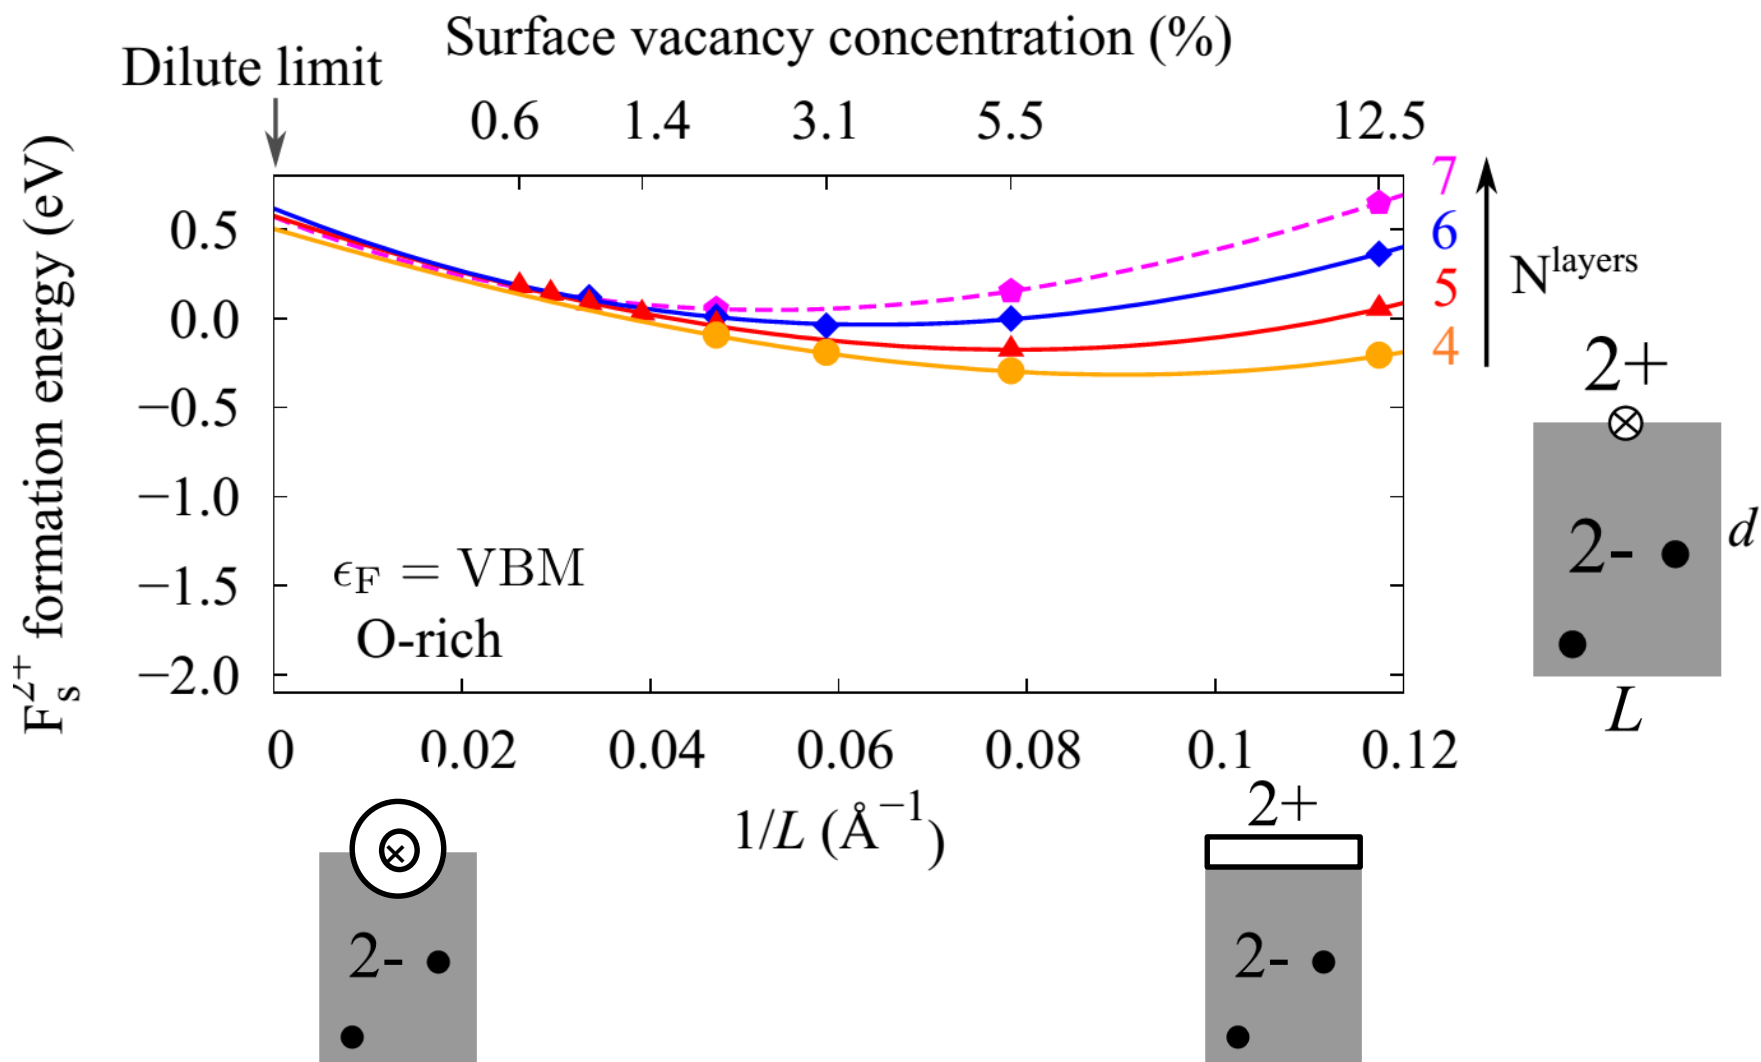 Surface vacancy concentration (%)
Dilute limit
0.6 1.4 3.1 5.5 12.5
F_s^{2+} formation energy (eV)
0.5
0.0
−0.5
−1.0
−1.5
−2.0
7
6
5
4
N^{layers}
ϵ_F = VBM
O-rich
0 0.02 0.04 0.06 0.08 0.1 0.12
1/L (Å^{−1})
2+
2-
d
L
2-
2+
2-